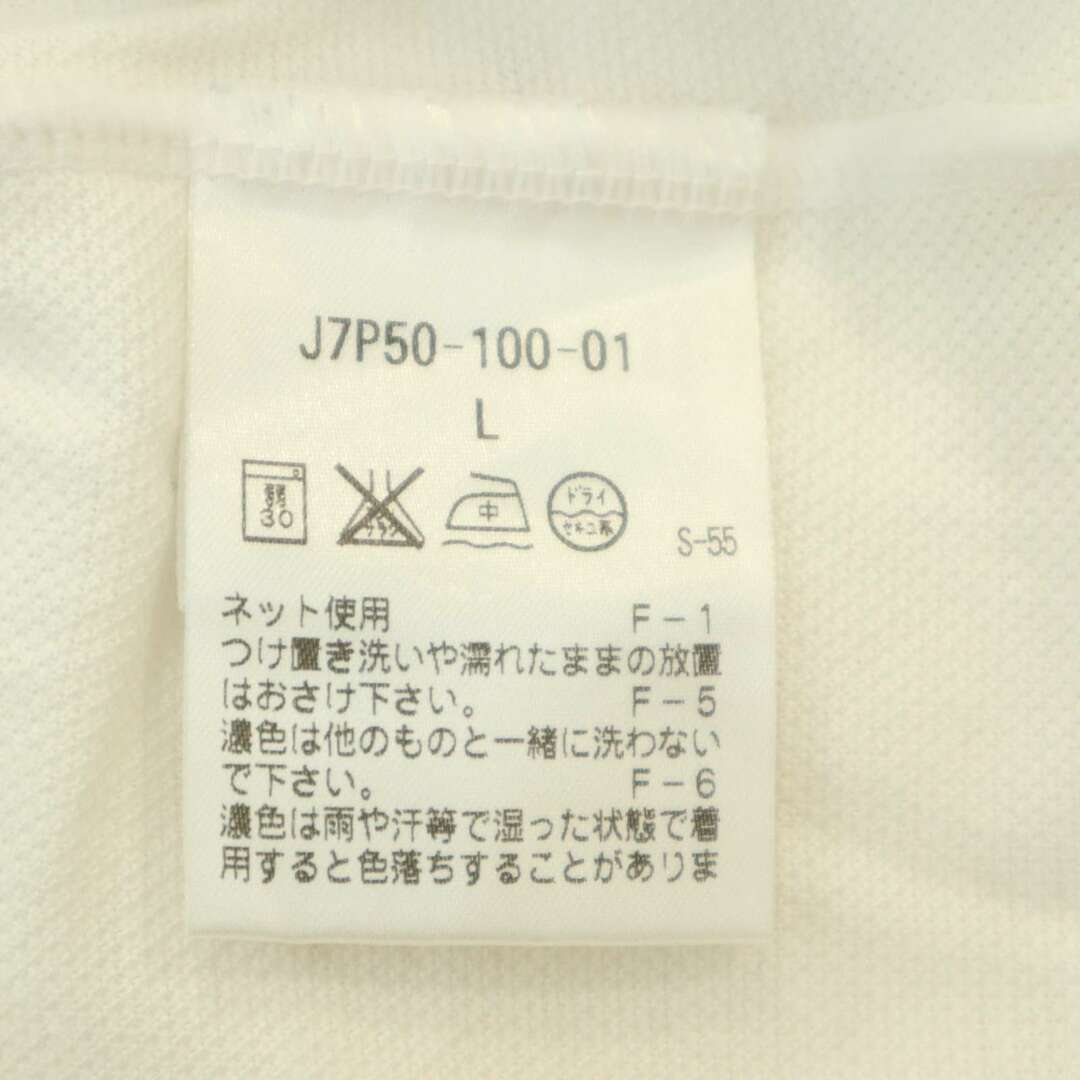 J7P50-100-01
L
弱
30
中
ドライ
セキユ系
S-55
ネット使用 F-1
つけ置き洗いや濡れたままの放置
はおさけ下さい。 F-5
濃色は他のものと一緒に洗わない
で下さい。 F-6
濃色は雨や汗等で湿った状態で着
用すると色落ちすることがありま